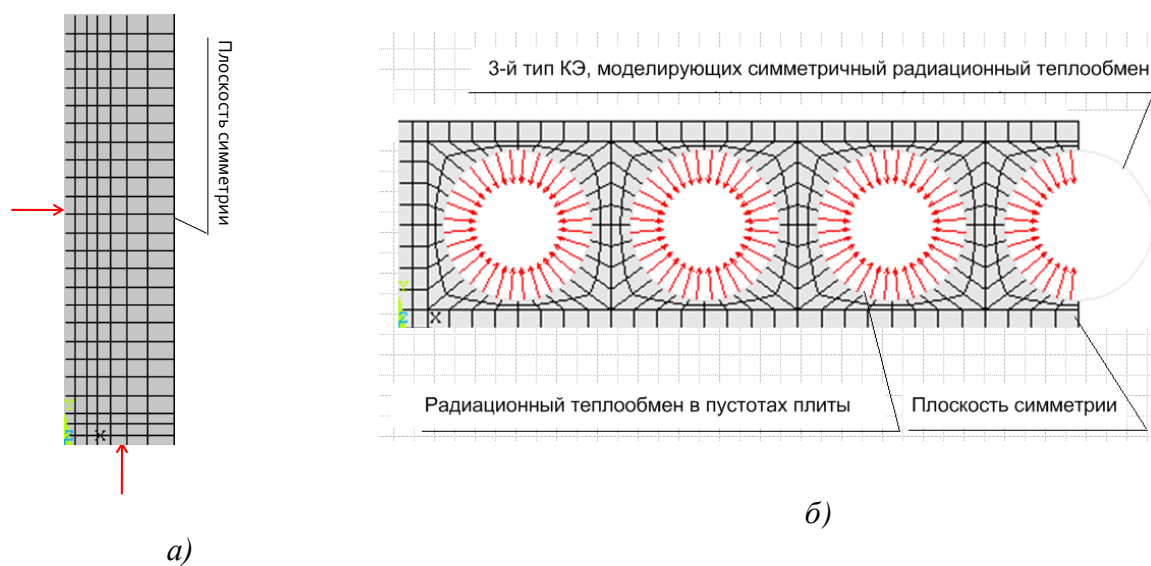 Плоскость симметрии
3-й тип КЭ, моделирующих симметричный радиационный теплообмен
Y
Z
X
Y
Z
X
Радиационный теплообмен в пустотах плиты
Плоскость симметрии
а)
б)